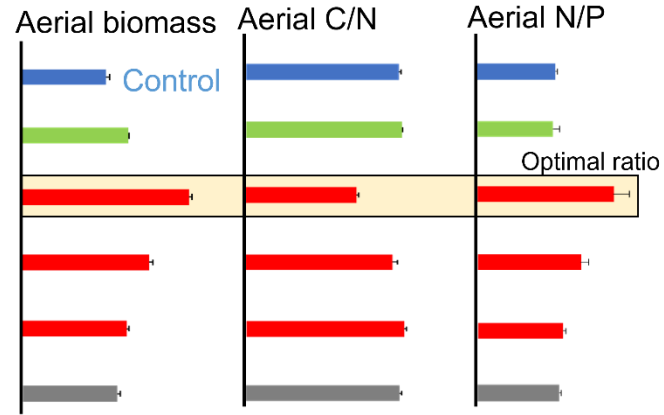 Aerial biomass
Aerial C/N
Aerial N/P
Control
Optimal ratio